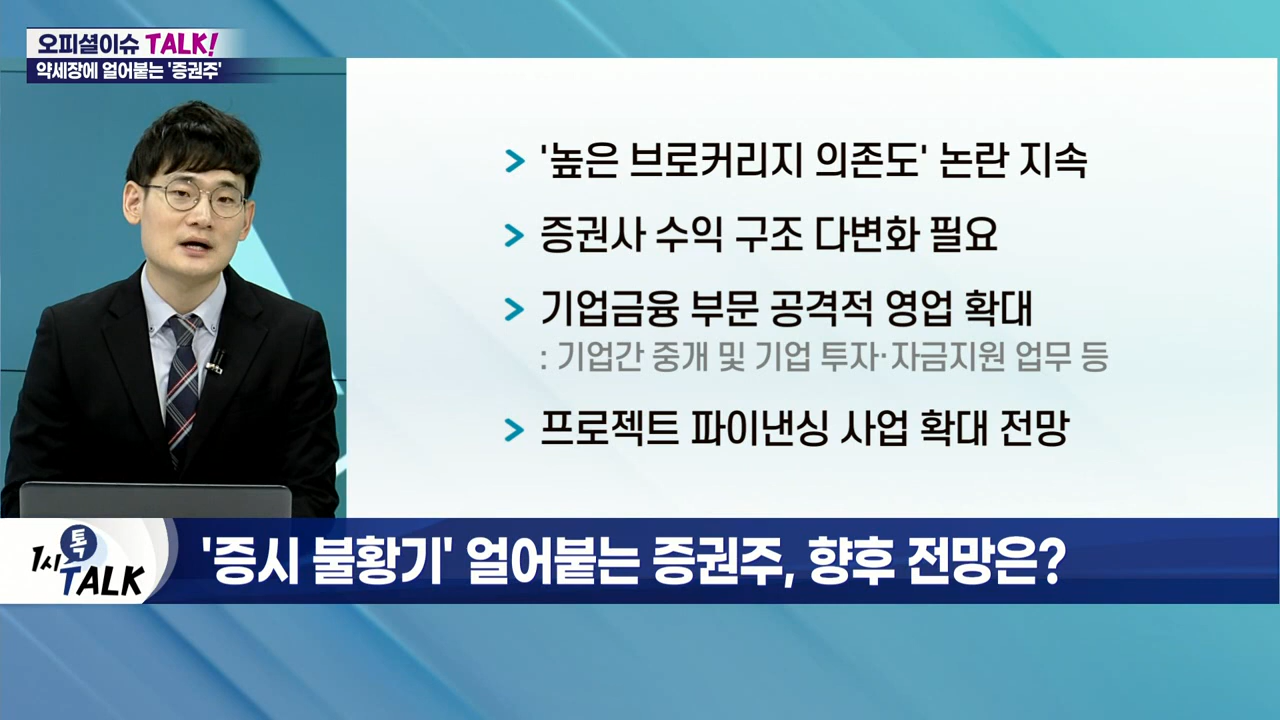 오피셜이슈 TALK!
약세장에 얼어붙는 '증권주'
> '높은 브로커리지 의존도' 논란 지속
> 증권사 수익 구조 다변화 필요
> 기업금융 부문 공격적 영업 확대
: 기업간 중개 및 기업 투자·자금지원 업무 등
> 프로젝트 파이낸싱 사업 확대 전망
1시 톡 TALK
'증시 불황기' 얼어붙는 증권주, 향후 전망은?